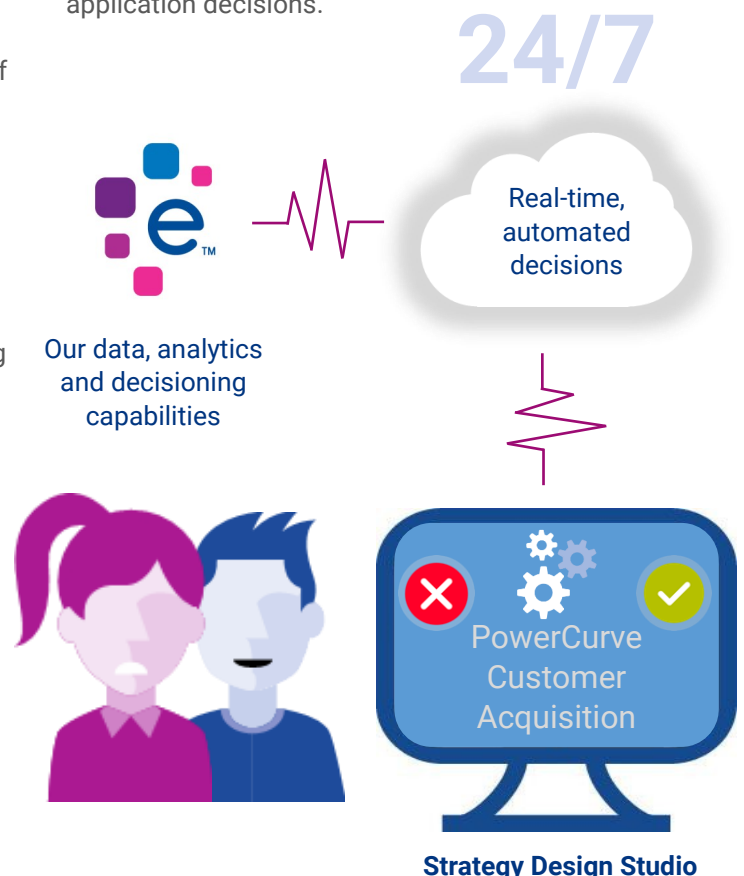 application decisions.
24/7
f
e
TM
Real-time,
automated
decisions
g
Our data, analytics
and decisioning
capabilities
PowerCurve
Customer
Acquisition
Strategy Design Studio